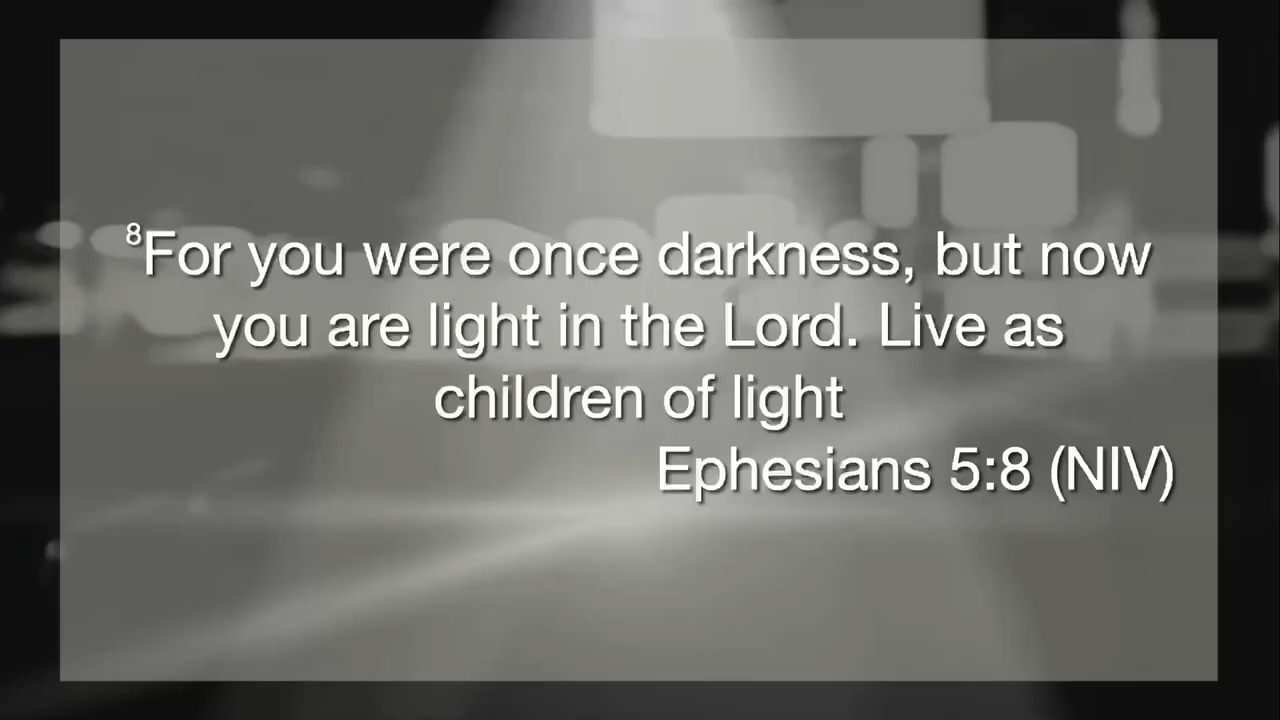 ⁸For you were once darkness, but now
you are light in the Lord. Live as
children of light
Ephesians 5:8 (NIV)